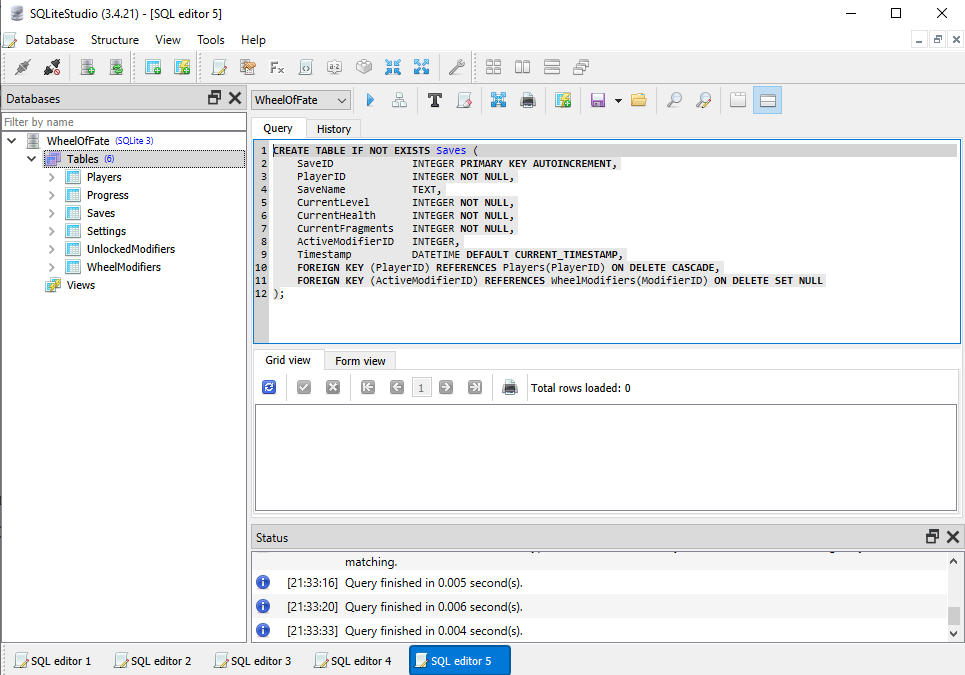 SQLiteStudio (3.4.21) - [SQL editor 5]
Database Structure View Tools Help
Databases
Filter by name
WheelOfFate (SQLite 3)
Tables (6)
Players
Progress
Saves
Settings
UnlockedModifiers
WheelModifiers
Views
WheelOfFate
Query History
1 CREATE TABLE IF NOT EXISTS Saves (
2 SaveID INTEGER PRIMARY KEY AUTOINCREMENT,
3 PlayerID INTEGER NOT NULL,
4 SaveName TEXT,
5 CurrentLevel INTEGER NOT NULL,
6 CurrentHealth INTEGER NOT NULL,
7 CurrentFragments INTEGER NOT NULL,
8 ActiveModifierID INTEGER,
9 Timestamp DATETIME DEFAULT CURRENT_TIMESTAMP,
10 FOREIGN KEY (PlayerID) REFERENCES Players(PlayerID) ON DELETE CASCADE,
11 FOREIGN KEY (ActiveModifierID) REFERENCES WheelModifiers(ModifierID) ON DELETE SET NULL
12 );
Grid view Form view
1 Total rows loaded: 0
Status
matching.
[21:33:16] Query finished in 0.005 second(s).
[21:33:20] Query finished in 0.006 second(s).
[21:33:33] Query finished in 0.004 second(s).
SQL editor 1 SQL editor 2 SQL editor 3 SQL editor 4 SQL editor 5